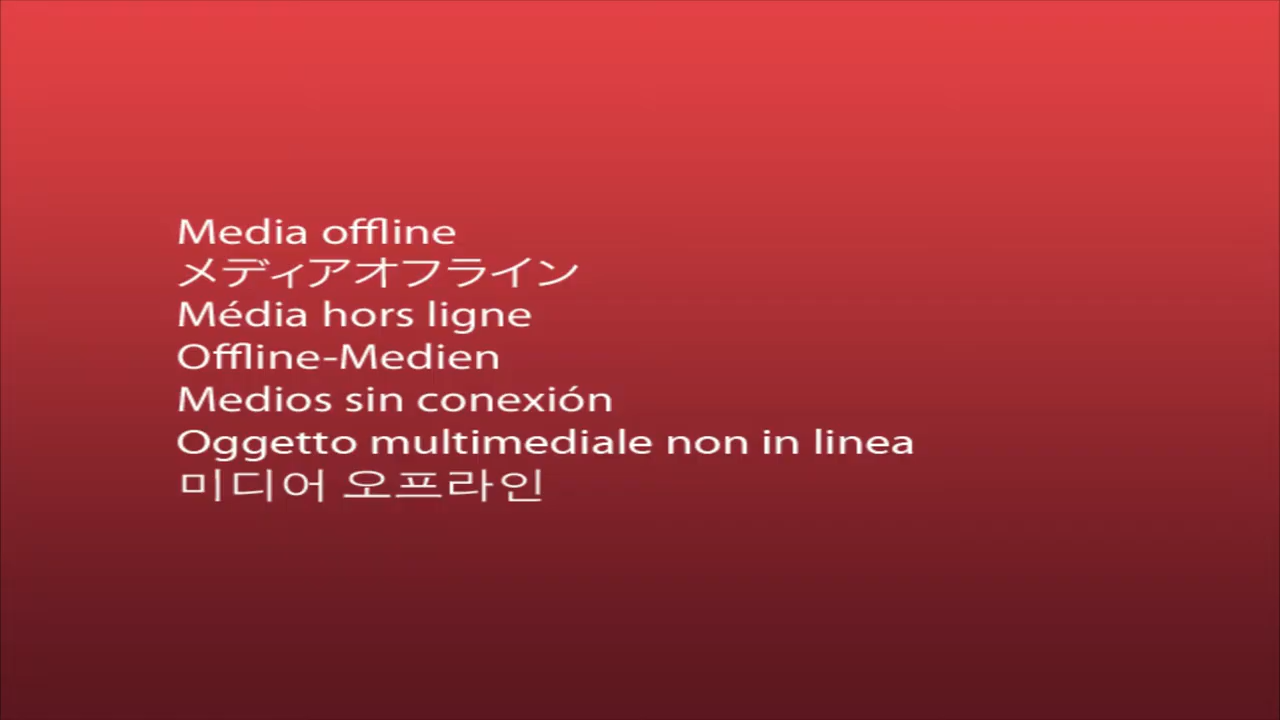 Media offline
メディアオフライン
Média hors ligne
Offline-Medien
Medios sin conexión
Oggetto multimediale non in linea
미디어 오프라인